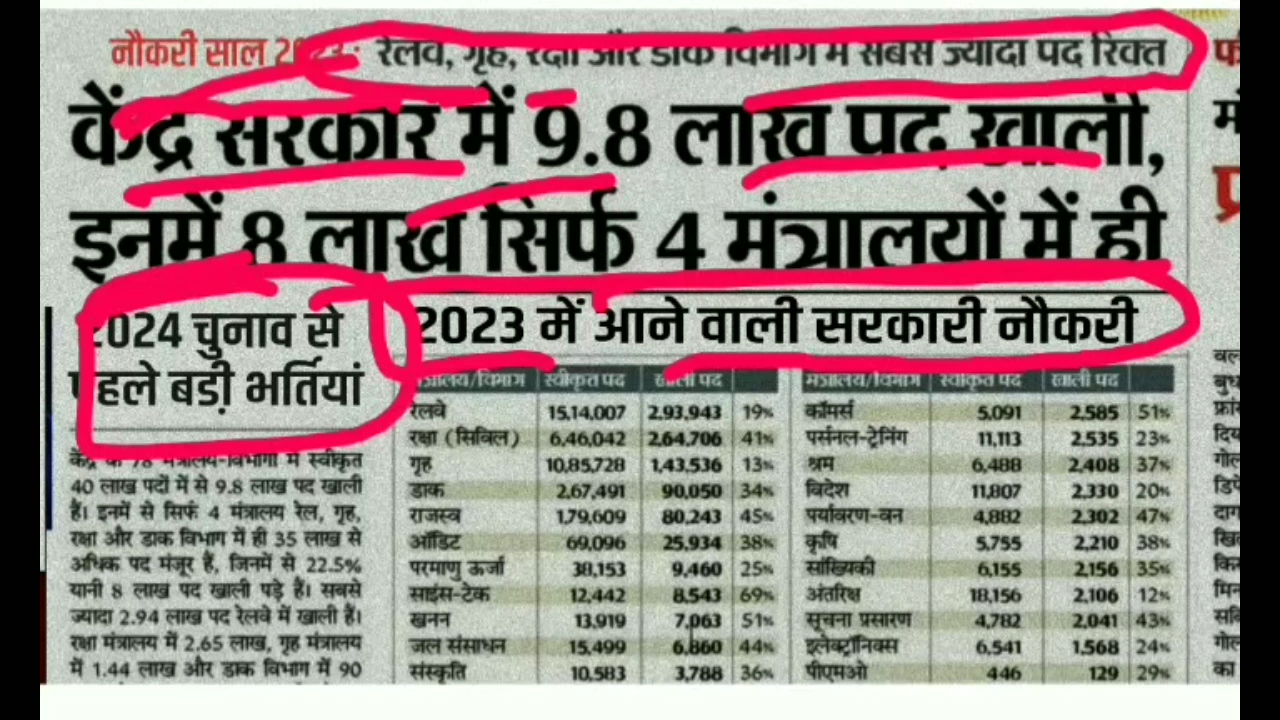 नौकरी साल 2023: रेलवे, गृह, रक्षा और डाक विभाग में सबसे ज्यादा पद रिक्त
केंद्र सरकार में 9.8 लाख पद खाली,
इनमें 8 लाख सिर्फ 4 मंत्रालयों में ही
2024 चुनाव से
पहले बड़ी भर्तियां
केंद्र के 78 मंत्रालय-विभागों में स्वीकृत
40 लाख पदों में से 9.8 लाख पद खाली
हैं। इनमें से सिर्फ 4 मंत्रालय रेल, गृह,
रक्षा और डाक विभाग में ही 35 लाख से
अधिक पद मंजूर हैं, जिनमें से 22.5%
यानी 8 लाख पद खाली पड़े हैं। सबसे
ज्यादा 2.94 लाख पद रेलवे में खाली हैं।
रक्षा मंत्रालय में 2.65 लाख, गृह मंत्रालय
में 1.44 लाख और डाक विभाग में 90
2023 में आने वाली सरकारी नौकरी
मंत्रालय/विभाग स्वीकृत पद खाली पद
रेलवे 15,14,007 2,93,943 19%
रक्षा (सिविल) 6,46,042 2,64,706 41%
गृह 10,85,728 1,43,536 13%
डाक 2,67,491 90,050 34%
राजस्व 1,79,609 80,243 45%
ऑडिट 69,096 25,934 38%
परमाणु ऊर्जा 38,153 9,460 25%
साइंस-टेक 12,442 8,543 69%
खनन 13,919 7,063 51%
जल संसाधन 15,499 6,860 44%
संस्कृति 10,583 3,788 36%
मंत्रालय/विभाग स्वीकृत पद खाली पद
कॉमर्स 5,091 2,585 51%
पर्सनल-ट्रेनिंग 11,113 2,535 23%
श्रम 6,488 2,408 37%
विदेश 11,807 2,330 20%
पर्यावरण-वन 4,882 2,302 47%
कृषि 5,755 2,210 38%
सांख्यिकी 6,155 2,156 35%
अंतरिक्ष 18,156 2,106 12%
सूचना प्रसारण 4,782 2,041 43%
इलेक्ट्रॉनिक्स 6,541 1,568 24%
पीएमओ 446 129 29%